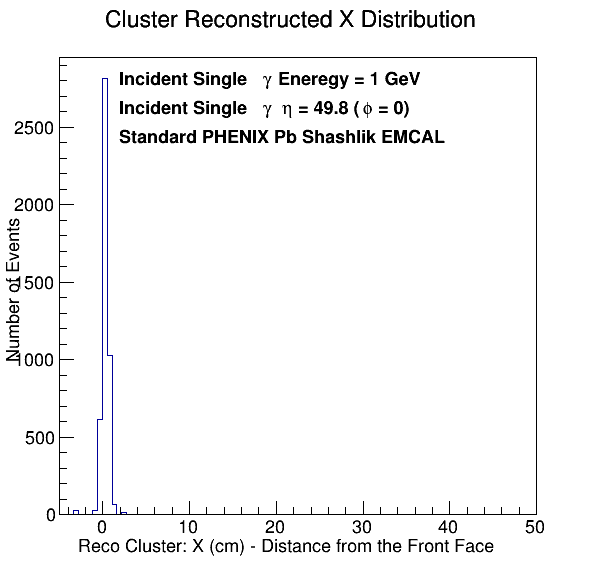 Cluster Reconstructed X Distribution
Incident Single γ Eneregy = 1 GeV
Incident Single γ η = 49.8 ( ϕ = 0)
Standard PHENIX Pb Shashlik EMCAL
Number of Events
2500
2000
1500
1000
500
0
0 10 20 30 40 50
Reco Cluster: X (cm) - Distance from the Front Face